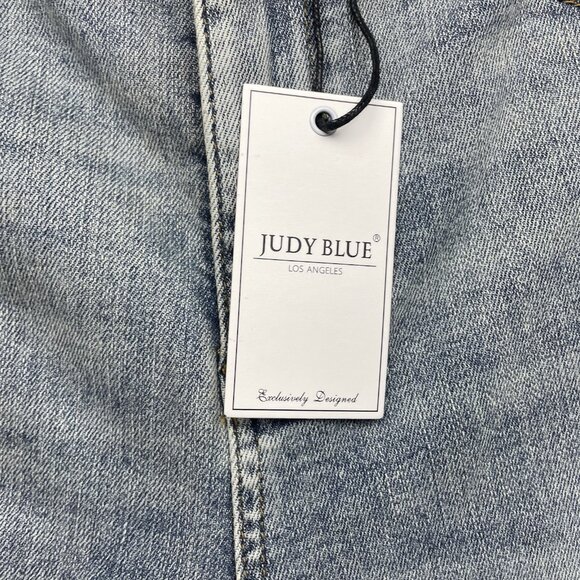 JUDY BLUE®
LOS ANGELES
Exclusively Designed